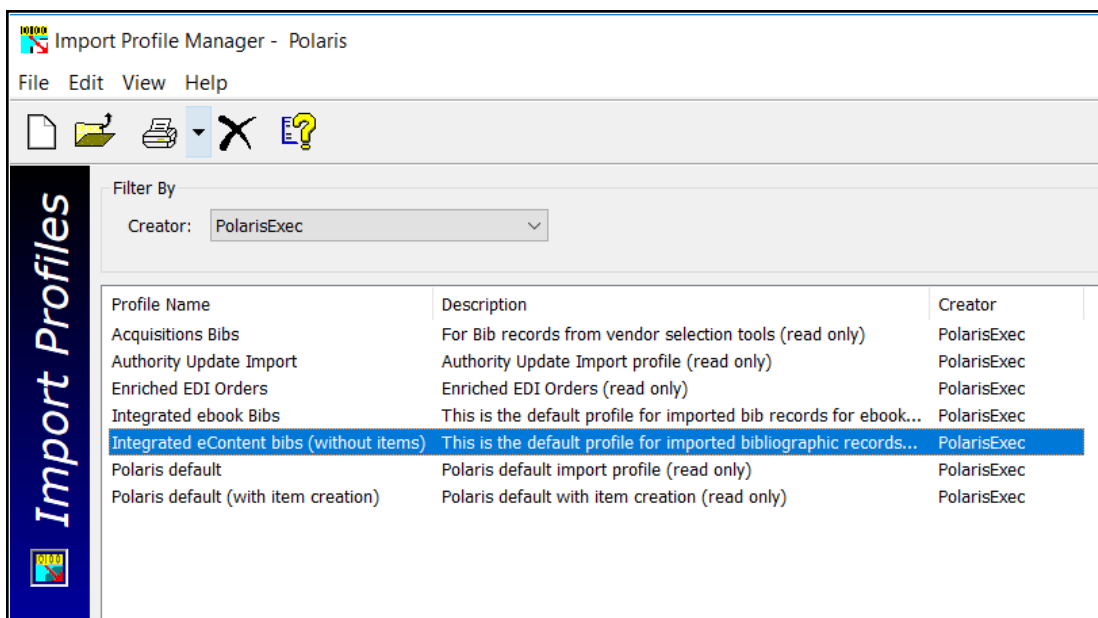 Import Profile Manager - Polaris
File Edit View Help
Import Profiles
Filter By
Creator: PolarisExec
Profile Name Description Creator
Acquisitions Bibs For Bib records from vendor selection tools (read only) PolarisExec
Authority Update Import Authority Update Import profile (read only) PolarisExec
Enriched EDI Orders Enriched EDI Orders (read only) PolarisExec
Integrated ebook Bibs This is the default profile for imported bib records for ebook... PolarisExec
Integrated eContent bibs (without items) This is the default profile for imported bibliographic records... PolarisExec
Polaris default Polaris default import profile (read only) PolarisExec
Polaris default (with item creation) Polaris default with item creation (read only) PolarisExec